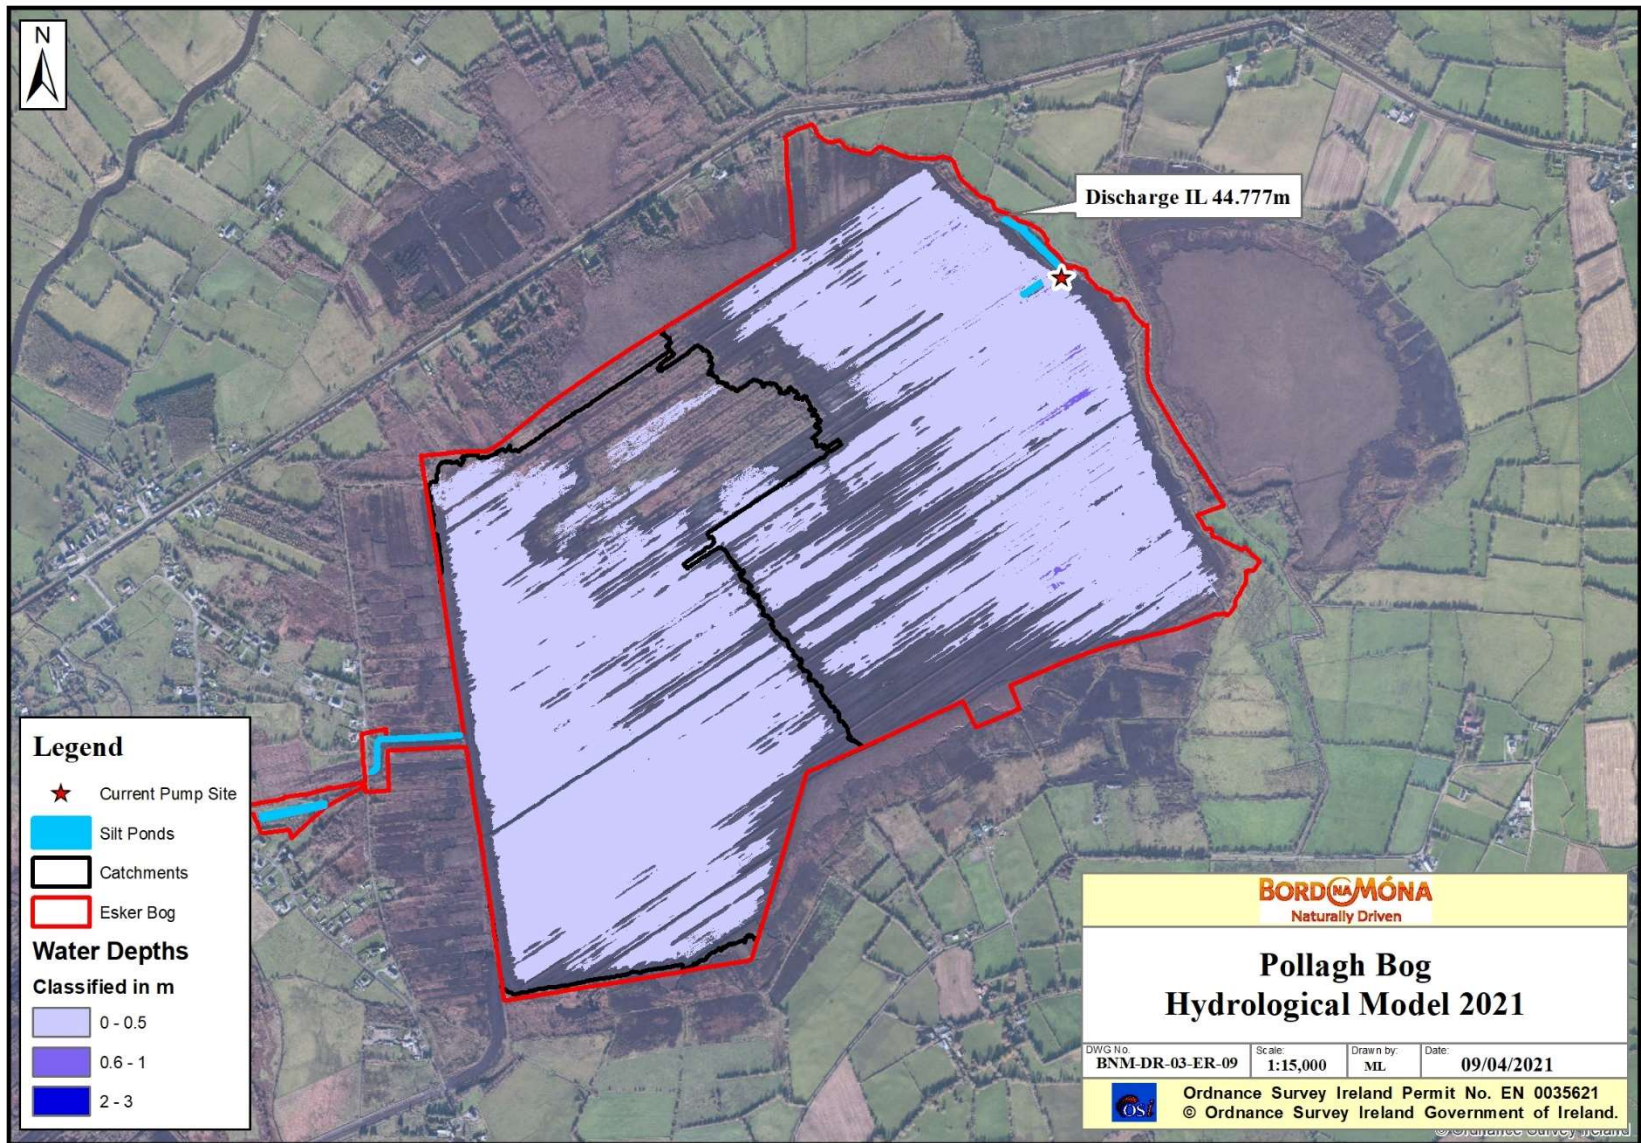 N
Discharge IL 44.777m
Legend
Current Pump Site
Silt Ponds
Catchments
Esker Bog
Water Depths
Classified in m
0 - 0.5
0.6 - 1
2 - 3
BORD NA MÓNA
Naturally Driven
Pollagh Bog
Hydrological Model 2021
DWG No.
BNM-DR-03-ER-09
Scale:
1:15,000
Drawn by:
ML
Date:
09/04/2021
OSi
Ordnance Survey Ireland Permit No. EN 0035621
© Ordnance Survey Ireland Government of Ireland.
© Ordnance Survey Ireland